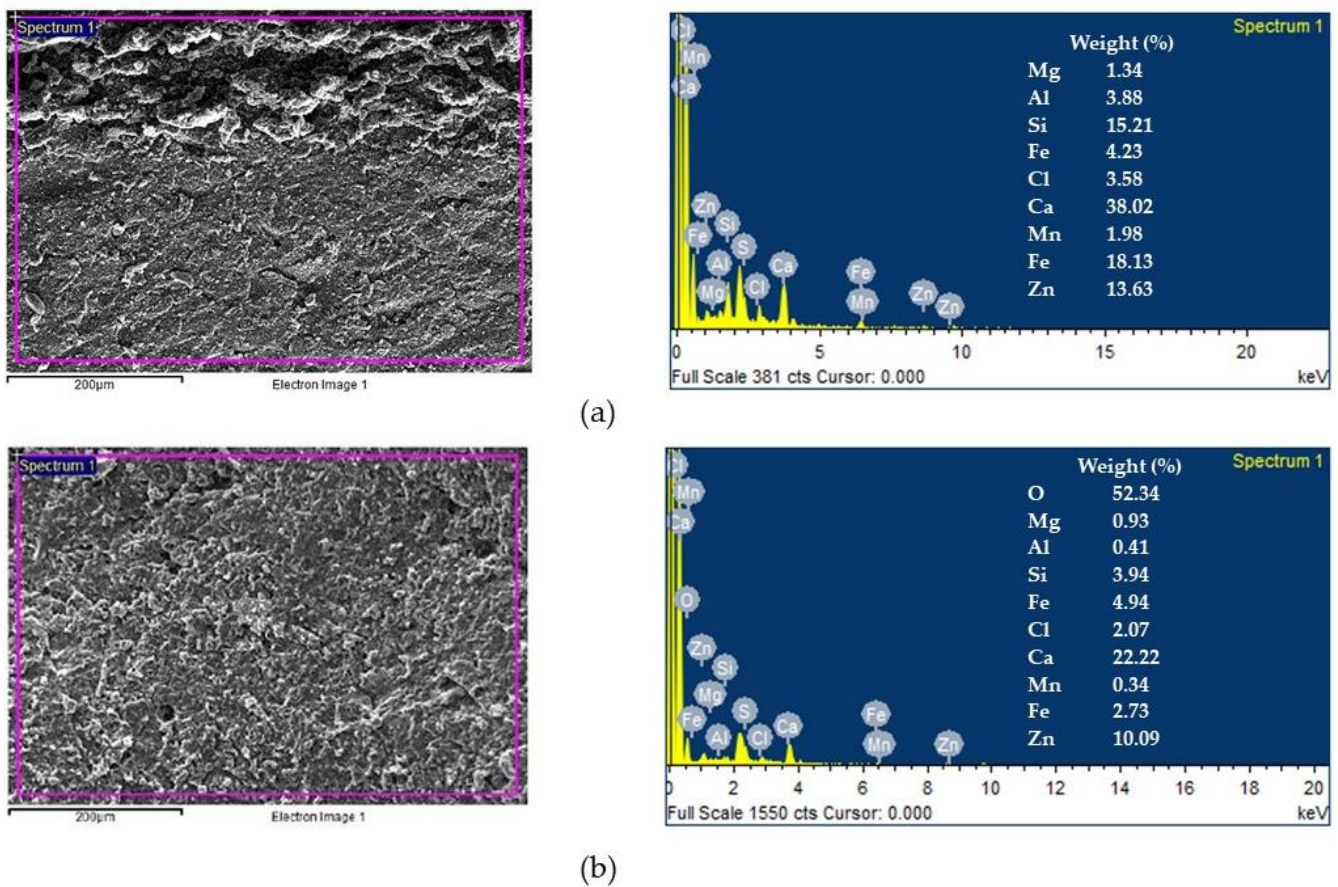 Spectrum 1
200µm Electron Image 1
Spectrum 1
Weight (%)
Mg 1.34
Al 3.88
Si 15.21
Fe 4.23
Cl 3.58
Ca 38.02
Mn 1.98
Fe 18.13
Zn 13.63
Cl
Mn
Ca
Zn
Fe
Si
Al
Mg
S
Cl
Ca
Fe
Mn
Zn
Zn
0 5 10 15 20
Full Scale 381 cts Cursor: 0.000 keV
(a)
Spectrum 1
200µm Electron Image 1
Spectrum 1
Weight (%)
O 52.34
Mg 0.93
Al 0.41
Si 3.94
Fe 4.94
Cl 2.07
Ca 22.22
Mn 0.34
Fe 2.73
Zn 10.09
Cl
Mn
Ca
O
Zn
Si
Mg
Fe
Al
S
Cl
Ca
Fe
Mn
Zn
0 2 4 6 8 10 12 14 16 18 20
Full Scale 1550 cts Cursor: 0.000 keV
(b)